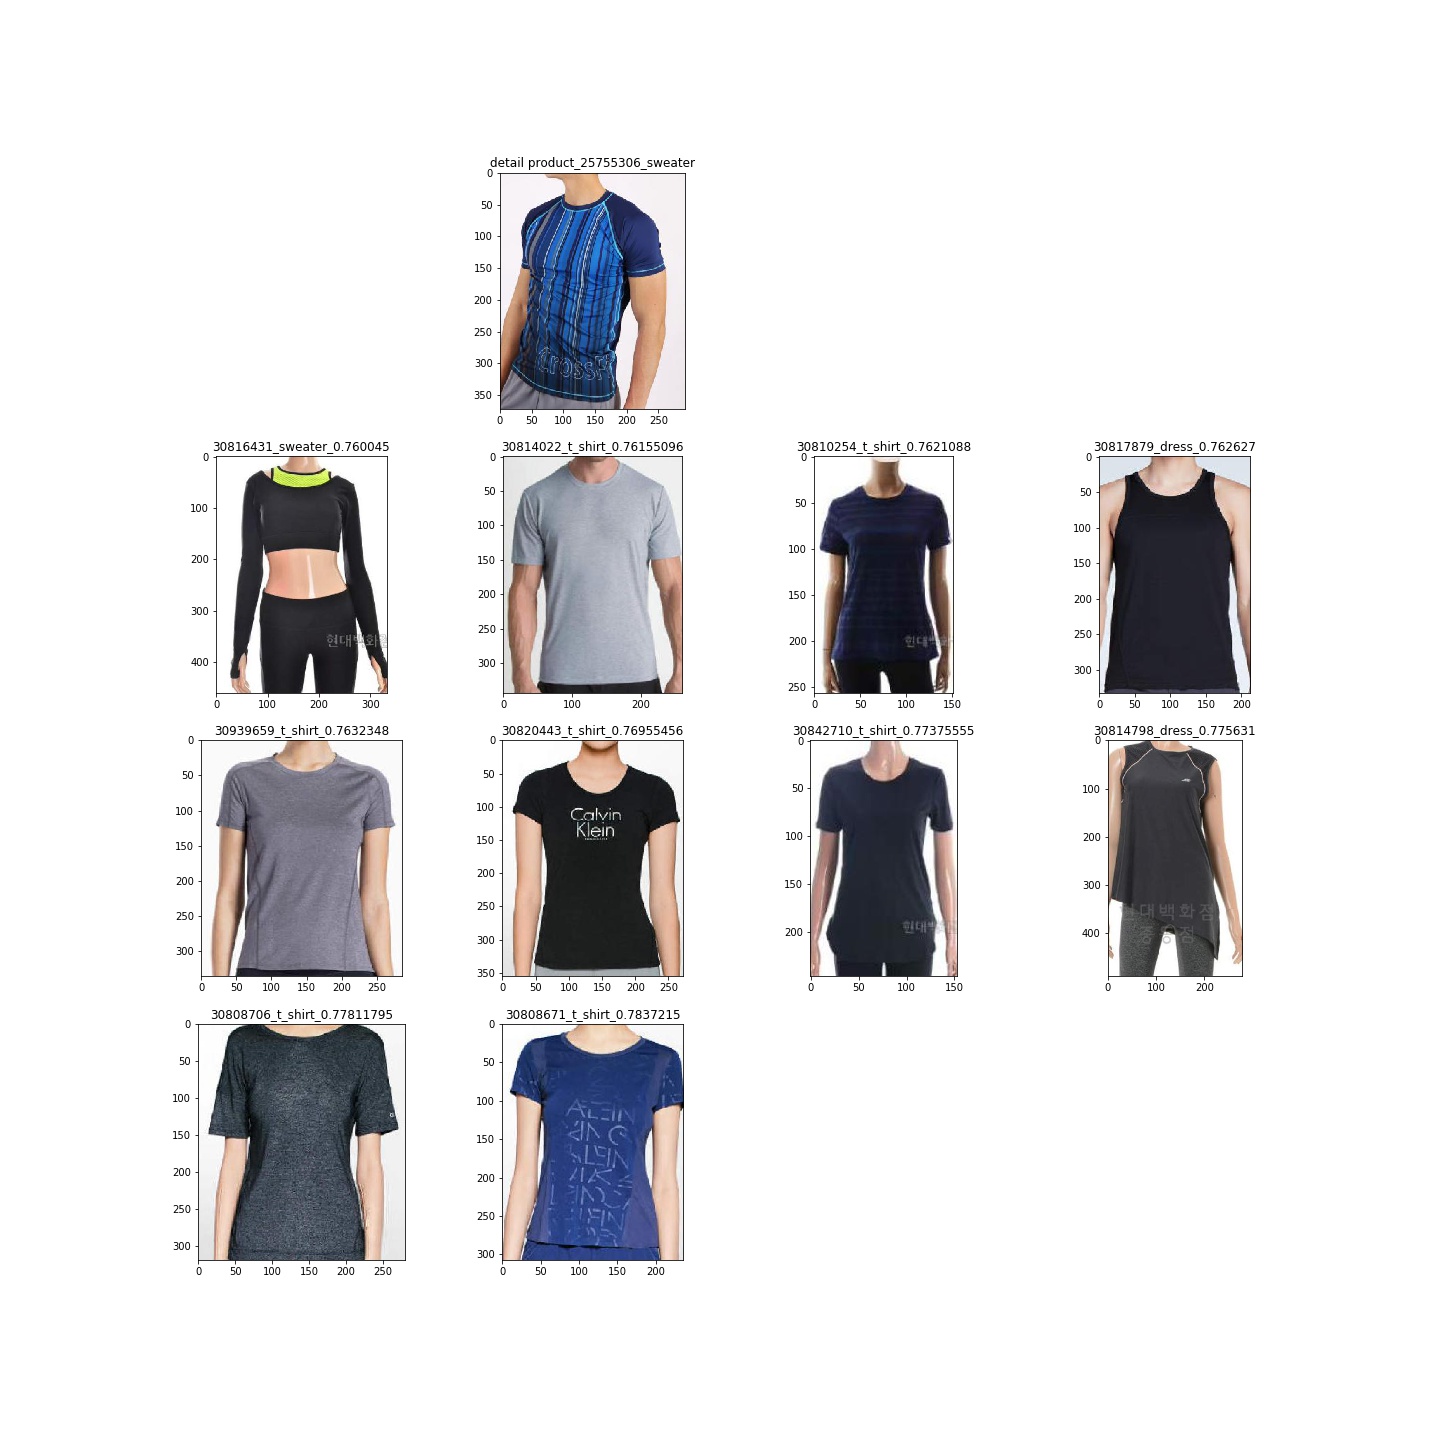 detail product_25755306_sweater
0
50
100
150
200
250
300
350
0 50 100 150 200 250
CrossFi
30816431_sweater_0.760045
0
100
200
300
400
0 100 200 300
현대백화
30814022_t_shirt_0.76155096
0
50
100
150
200
250
300
0 100 200
30810254_t_shirt_0.7621088
0
50
100
150
200
250
0 50 100 150
현대백화
30817879_dress_0.762627
0
50
100
150
200
250
300
0 50 100 150 200
30939659_t_shirt_0.7632348
0
50
100
150
200
250
300
0 50 100 150 200 250
30820443_t_shirt_0.76955456
0
50
100
150
200
250
300
350
0 50 100 150 200 250
Calvin
Klein
30842710_t_shirt_0.77375555
0
50
100
150
200
0 50 100 150
현대백화
30814798_dress_0.775631
0
100
200
300
400
0 100 200
현대백화점
중동점
30808706_t_shirt_0.77811795
0
50
100
150
200
250
300
0 50 100 150 200 250
30808671_t_shirt_0.7837215
0
50
100
150
200
250
300
0 50 100 150 200